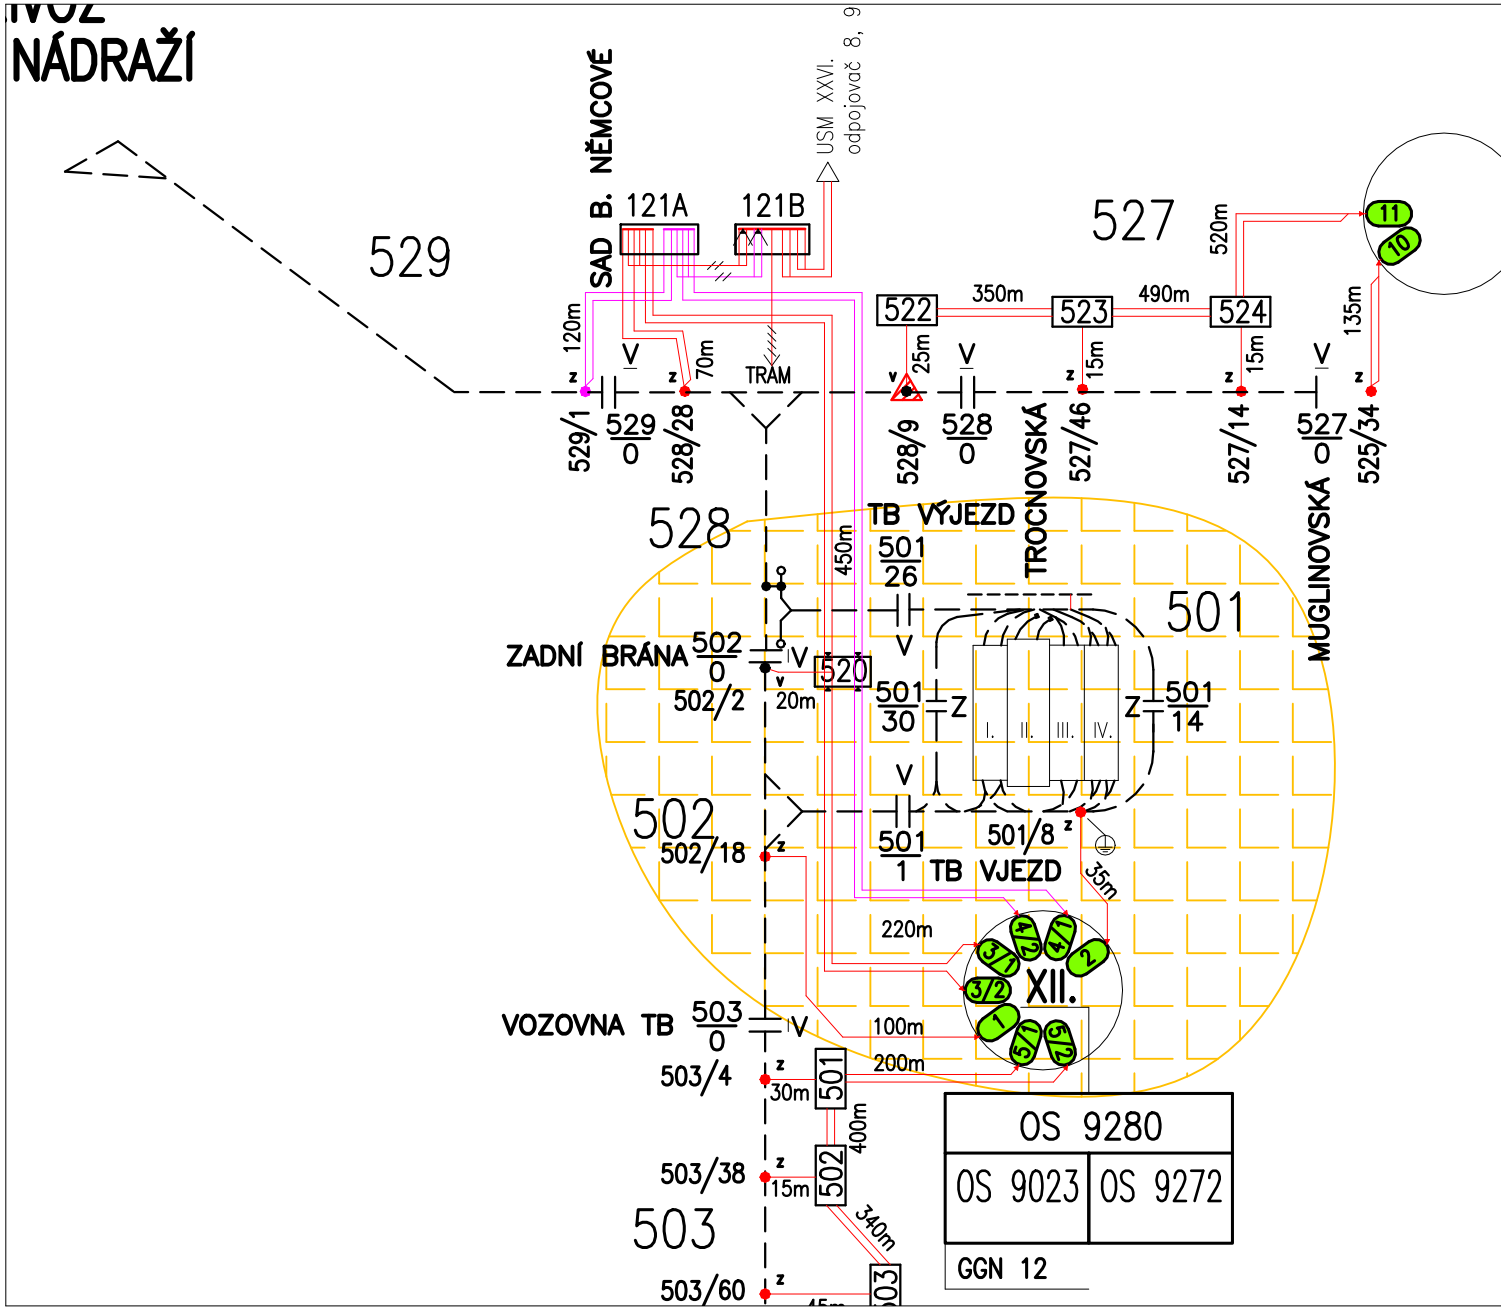 NÁDRAŽÍ
SAD B. NĚMCOVÉ
USM XXVI.
odpojovač 8, 9
121A
121B
529
527
11
10
520m
135m
522
350m
523
490m
524
120m
70m
TRAM
25m
15m
15m
z
V
z
v
V
z
z
V
z
529/1
529
0
528/28
528/9
528
0
TROCNOVSKÁ
527/46
527/14
MUGLINOVSKÁ
527
0
525/34
528
TB VÝJEZD
450m
501
26
501
V
ZADNÍ BRÁNA
502
0
V
502/2
v
20m
520
501
30
Z
I.
II.
III.
IV.
Z
501
14
V
502
502/18
z
501
1
TB VJEZD
501/8
z
35m
220m
3/1
4/2
4/1
2
3/2
XII.
1
5/1
5/2
VOZOVNA TB
503
0
V
100m
200m
503/4
z
30m
501
400m
503/38
z
15m
502
503
340m
503/60
z
OS 9280
OS 9023
OS 9272
GGN 12